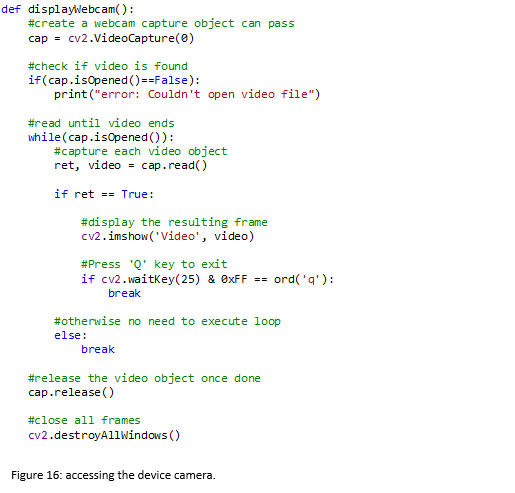 def displayWebcam():
    #create a webcam capture object can pass
    cap = cv2.VideoCapture(0)

    #check if video is found
    if(cap.isOpened()==False):
        print("error: Couldn't open video file")

    #read until video ends
    while(cap.isOpened()):
        #capture each video object
        ret, video = cap.read()

        if ret == True:

            #display the resulting frame
            cv2.imshow('Video', video)

            #Press 'Q' key to exit
            if cv2.waitKey(25) & 0xFF == ord('q'):
                break

        #otherwise no need to execute loop
        else:
            break

    #release the video object once done
    cap.release()

    #close all frames
    cv2.destroyAllWindows()

Figure 16: accessing the device camera.